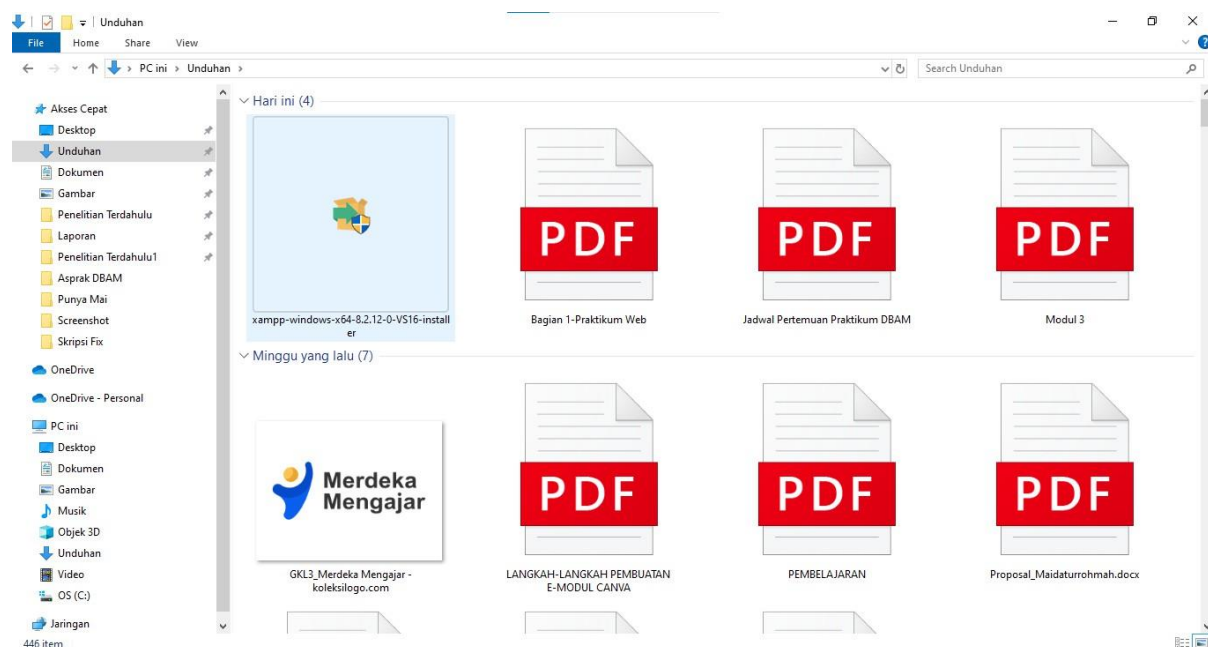 Unduhan
File Home Share View
PC ini Unduhan
Search Unduhan
Akses Cepat
Desktop
Unduhan
Dokumen
Gambar
Penelitian Terdahulu
Laporan
Penelitian Terdahulu1
Asprak DBAM
Punya Mai
Screenshot
Skripsi Fix
OneDrive
OneDrive - Personal
PC ini
Desktop
Dokumen
Gambar
Musik
Objek 3D
Unduhan
Video
OS (C:)
Jaringan
446 item
Hari ini (4)
PDF PDF PDF
xampp-windows-x64-8.2.12-0-VS16-install
er
Bagian 1-Praktikum Web
Jadwal Pertemuan Praktikum DBAM
Modul 3
Minggu yang lalu (7)
Merdeka
Mengajar
PDF PDF PDF
GKL3_Merdeka Mengajar -
koleksilogo.com
LANGKAH-LANGKAH PEMBUATAN
E-MODUL CANVA
PEMBELAJARAN
Proposal_Maidaturrohmah.docx